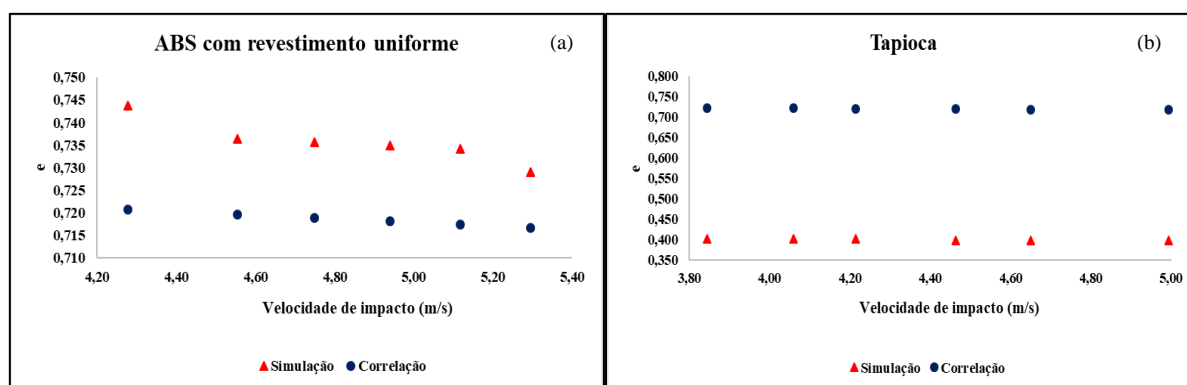 ABS com revestimento uniforme (a)
0,750
0,745
0,740
0,735
0,730
0,725
0,720
0,715
0,710
e
4,20 4,40 4,60 4,80 5,00 5,20 5,40
Velocidade de impacto (m/s)
Simulação Correlação
Tapioca (b)
0,800
0,750
0,700
0,650
0,600
0,550
0,500
0,450
0,400
0,350
e
3,80 4,00 4,20 4,40 4,60 4,80 5,00
Velocidade de impacto (m/s)
Simulação Correlação